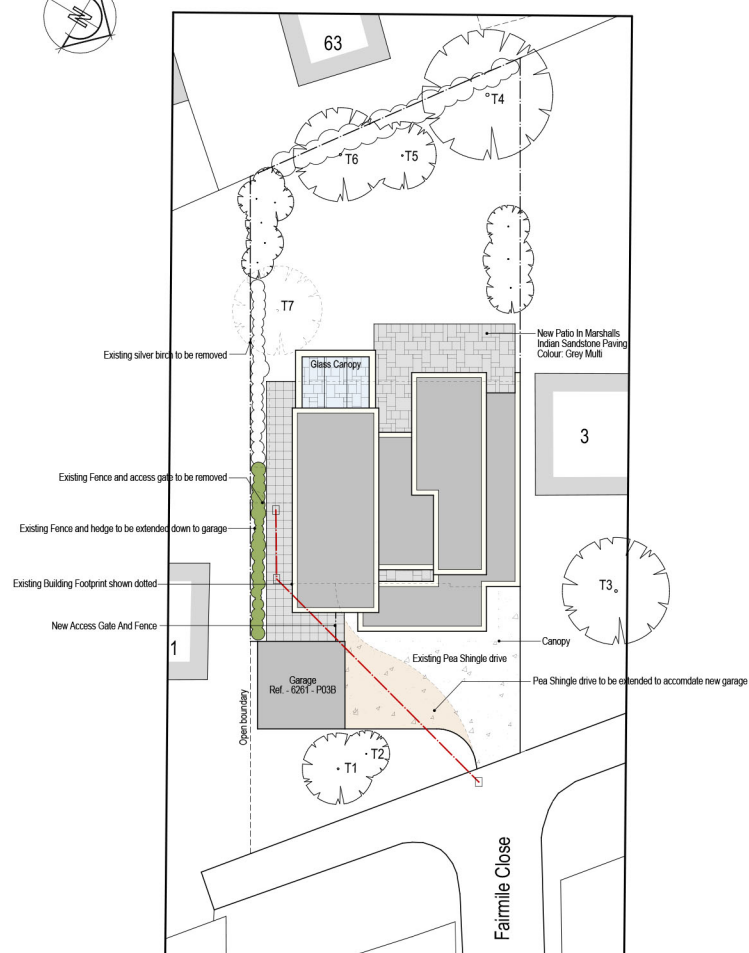 N
63
T4
T6
T5
T7
New Patio In Marshalls
Indian Sandstone Paving
Colour: Grey Multi
Existing silver birch to be removed
Glass Canopy
3
Existing Fence and access gate to be removed
Existing Fence and hedge to be extended down to garage
Existing Building Footprint shown dotted
T3
New Access Gate And Fence
Canopy
1
Existing Pea Shingle drive
Garage
Ref. - 6261 - P03B
Pea Shingle drive to be extended to accomdate new garage
Open boundary
T2
T1
Fairmile Close